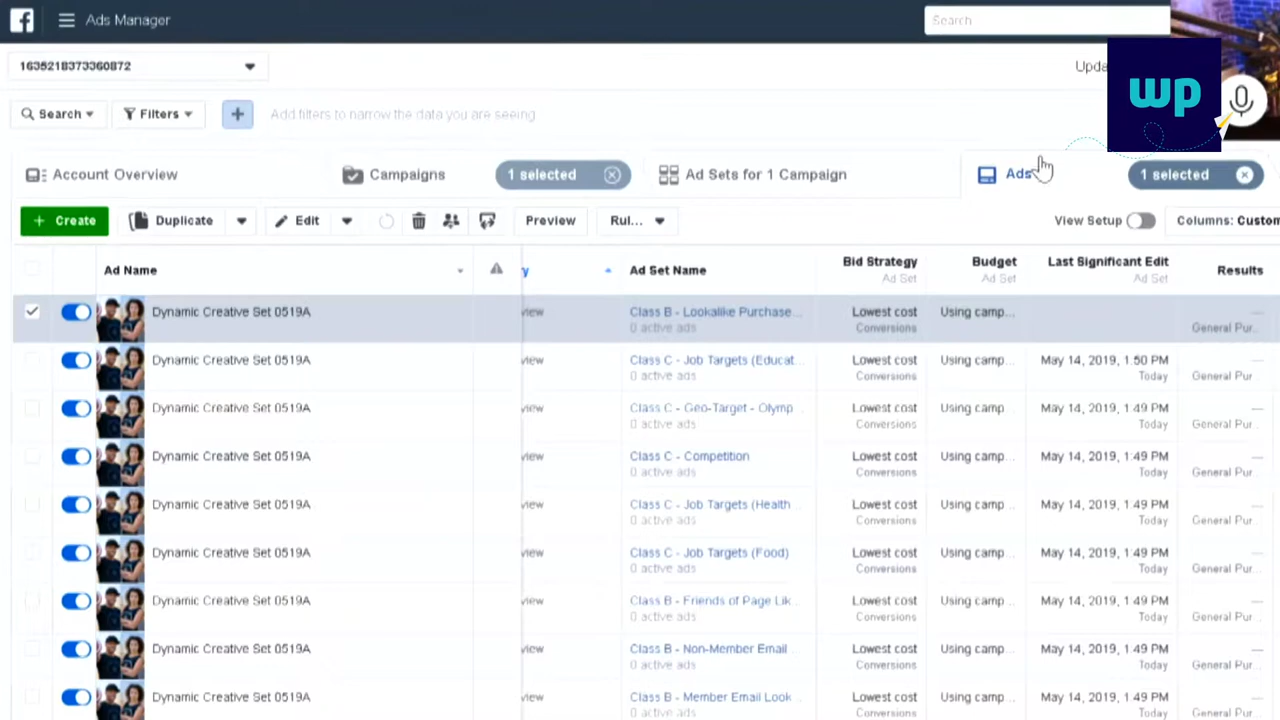 f Ads Manager Search
1635218373360872
Upda
wp
Search Filters + Add filters to narrow the data you are seeing
Account Overview Campaigns 1 selected Ad Sets for 1 Campaign Ads 1 selected
+ Create Duplicate Edit Preview Rul... View Setup Columns: Custom
Ad Name y Ad Set Name Bid Strategy Budget Last Significant Edit Results
Ad Set Ad Set Ad Set
Dynamic Creative Set 0519A view Class B - Lookalike Purchase... Lowest cost Using camp... —
0 active ads Conversions General Pur...
Dynamic Creative Set 0519A view Class C - Job Targets (Educat... Lowest cost Using camp... May 14, 2019, 1:50 PM —
0 active ads Conversions Today General Pur...
Dynamic Creative Set 0519A view Class C - Geo-Target - Olymp... Lowest cost Using camp... May 14, 2019, 1:49 PM —
0 active ads Conversions Today General Pur...
Dynamic Creative Set 0519A view Class C - Competition Lowest cost Using camp... May 14, 2019, 1:49 PM —
0 active ads Conversions Today General Pur...
Dynamic Creative Set 0519A view Class C - Job Targets (Health Lowest cost Using camp... May 14, 2019, 1:49 PM —
0 active ads Conversions Today General Pur...
Dynamic Creative Set 0519A view Class C - Job Targets (Food) Lowest cost Using camp... May 14, 2019, 1:49 PM —
0 active ads Conversions Today General Pur...
Dynamic Creative Set 0519A view Class B - Friends of Page Lik... Lowest cost Using camp... May 14, 2019, 1:49 PM —
0 active ads Conversions Today General Pur...
Dynamic Creative Set 0519A view Class B - Non-Member Email Lowest cost Using camp... May 14, 2019, 1:49 PM —
0 active ads Conversions Today General Pur...
Dynamic Creative Set 0519A view Class B - Member Email Look... Lowest cost Using camp... May 14, 2019, 1:49 PM —
0 active ads Conversions Today General Pur...